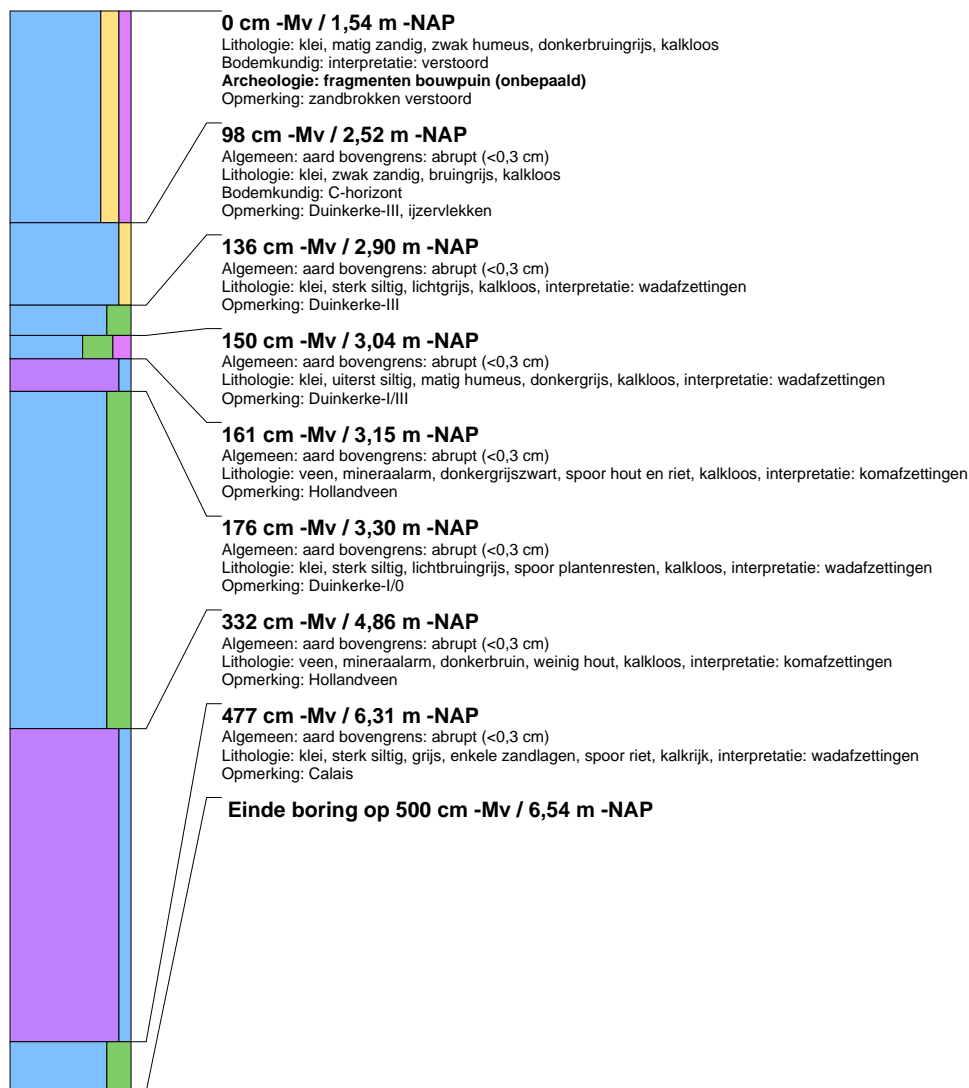 0 cm -Mv / 1,54 m -NAP
Lithologie: klei, matig zandig, zwak humeus, donkerbruingrijs, kalkloos
Bodemkundig: interpretatie: verstoord
Archeologie: fragmenten bouwpuin (onbepaald)
Opmerking: zandbrokken verstoord
98 cm -Mv / 2,52 m -NAP
Algemeen: aard bovengrens: abrupt (<0,3 cm)
Lithologie: klei, zwak zandig, bruingrijs, kalkloos
Bodemkundig: C-horizont
Opmerking: Duinkerke-III, ijzervlekken
136 cm -Mv / 2,90 m -NAP
Algemeen: aard bovengrens: abrupt (<0,3 cm)
Lithologie: klei, sterk siltig, lichtgrijs, kalkloos, interpretatie: wadafzettingen
Opmerking: Duinkerke-III
150 cm -Mv / 3,04 m -NAP
Algemeen: aard bovengrens: abrupt (<0,3 cm)
Lithologie: klei, uiterst siltig, matig humeus, donkergrijs, kalkloos, interpretatie: wadafzettingen
Opmerking: Duinkerke-I/III
161 cm -Mv / 3,15 m -NAP
Algemeen: aard bovengrens: abrupt (<0,3 cm)
Lithologie: veen, mineraalarm, donkergrijszwart, spoor hout en riet, kalkloos, interpretatie: komafzettingen
Opmerking: Hollandveen
176 cm -Mv / 3,30 m -NAP
Algemeen: aard bovengrens: abrupt (<0,3 cm)
Lithologie: klei, sterk siltig, lichtbruingrijs, spoor plantenresten, kalkloos, interpretatie: wadafzettingen
Opmerking: Duinkerke-I/0
332 cm -Mv / 4,86 m -NAP
Algemeen: aard bovengrens: abrupt (<0,3 cm)
Lithologie: veen, mineraalarm, donkerbruin, weinig hout, kalkloos, interpretatie: komafzettingen
Opmerking: Hollandveen
477 cm -Mv / 6,31 m -NAP
Algemeen: aard bovengrens: abrupt (<0,3 cm)
Lithologie: klei, sterk siltig, grijs, enkele zandlagen, spoor riet, kalkrijk, interpretatie: wadafzettingen
Opmerking: Calais
Einde boring op 500 cm -Mv / 6,54 m -NAP